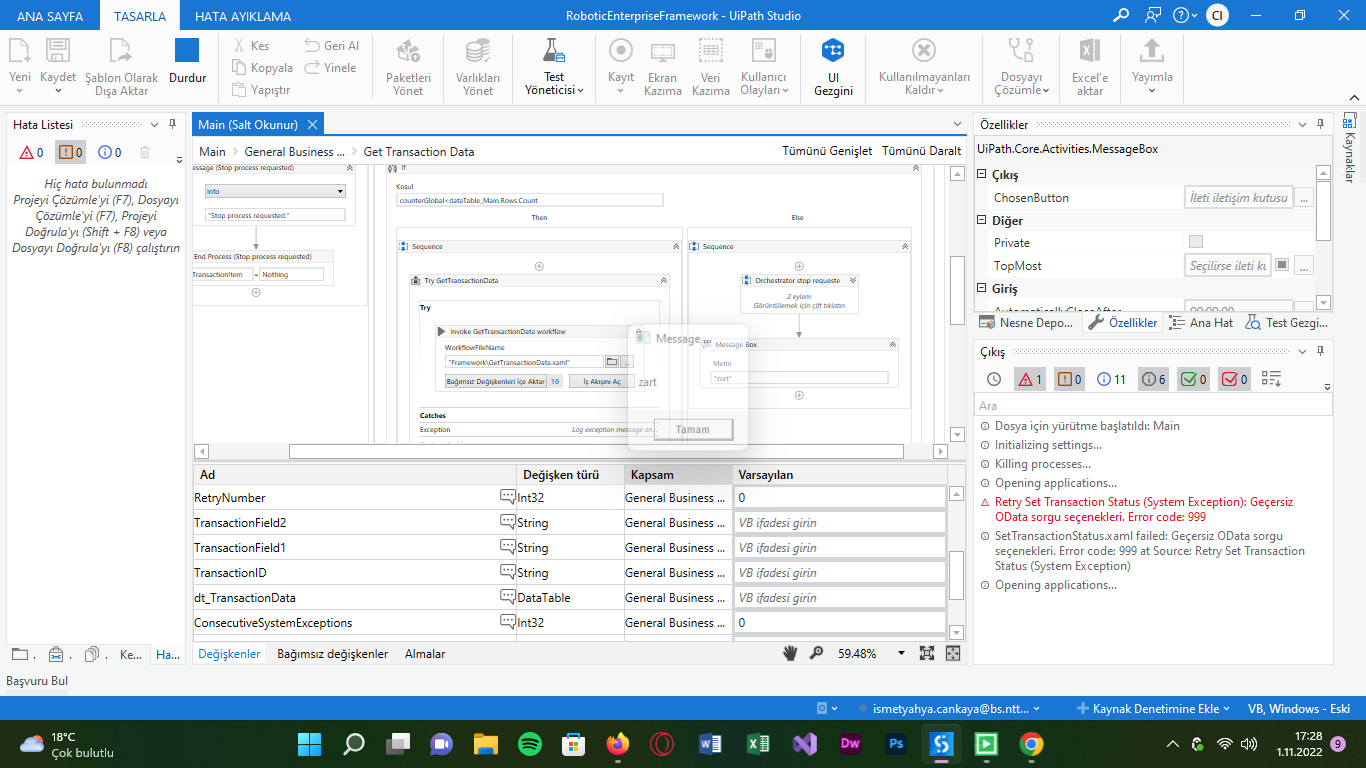 ANA SAYFA
TASARLA
HATA AYIKLAMA
RoboticEnterpriseFramework - UiPath Studio
CI
Yeni
Kaydet
Şablon Olarak
Dışa Aktar
Durdur
Kes
Kopyala
Yapıştır
Geri Al
Yinele
Paketleri
Yönet
Varlıkları
Yönet
Test
Yöneticisi
Kayıt
Ekran
Kazıma
Veri
Kazıma
Kullanıcı
Olayları
UI
Gezgini
Kullanılmayanları
Kaldır
Dosyayı
Çözümle
Excel'e
aktar
Yayımla
Hata Listesi
0
0
0
Hiç hata bulunmadı
Projeyi Çözümle'yi (F7), Dosyayı
Çözümle'yi (F7), Projeyi
Doğrula'yı (Shift + F8) veya
Dosyayı Doğrula'yı (F8) çalıştırın
Main (Salt Okunur)
Main
General Business ...
Get Transaction Data
Tümünü Genişlet
Tümünü Daralt
essage (Stop process requested)
Info
"Stop process requested."
End Process (Stop process requested)
TransactionItem
=
Nothing
If
Koşul
counterGlobal<dataTable_Main.Rows.Count
Then
Else
Sequence
Sequence
Try GetTransactionData
Try
Invoke GetTransactionData workflow
WorkflowFileName
"Framework\GetTransactionData.xaml"
Bağımsız Değişkenleri İçe Aktar
10
İş Akışını Aç
Catches
Exception
Log exception message an...
Orchestrator stop requeste
2 eylem
Görüntülemek için çift tıklatın
Message Box
Metin
"zort"
Message
zart
Tamam
Ad
Değişken türü
Kapsam
Varsayılan
RetryNumber
Int32
General Business ...
0
TransactionField2
String
General Business ...
VB ifadesi girin
TransactionField1
String
General Business ...
VB ifadesi girin
TransactionID
String
General Business ...
VB ifadesi girin
dt_TransactionData
DataTable
General Business ...
VB ifadesi girin
ConsecutiveSystemExceptions
Int32
General Business ...
0
Değişkenler
Bağımsız değişkenler
Almalar
59.48%
Ke...
Ha...
Başvuru Bul
Özellikler
UiPath.Core.Activities.MessageBox
Çıkış
ChosenButton
İleti iletişim kutusu
...
Diğer
Private
TopMost
Seçilirse ileti ku
...
Giriş
AutomaticallyCloseAfter
00:00:00
Nesne Depo...
Özellikler
Ana Hat
Test Gezgi...
Kaynaklar
Çıkış
1
0
11
6
0
0
Ara
Dosya için yürütme başlatıldı: Main
Initializing settings...
Killing processes...
Opening applications...
Retry Set Transaction Status (System Exception): Geçersiz
OData sorgu seçenekleri. Error code: 999
SetTransactionStatus.xaml failed: Geçersiz OData sorgu
seçenekleri. Error code: 999 at Source: Retry Set Transaction
Status (System Exception)
Opening applications...
ismetyahya.cankaya@bs.ntt...
Kaynak Denetimine Ekle
VB, Windows - Eski
18°C
Çok bulutlu
Dw
Ps
17:28
1.11.2022
9